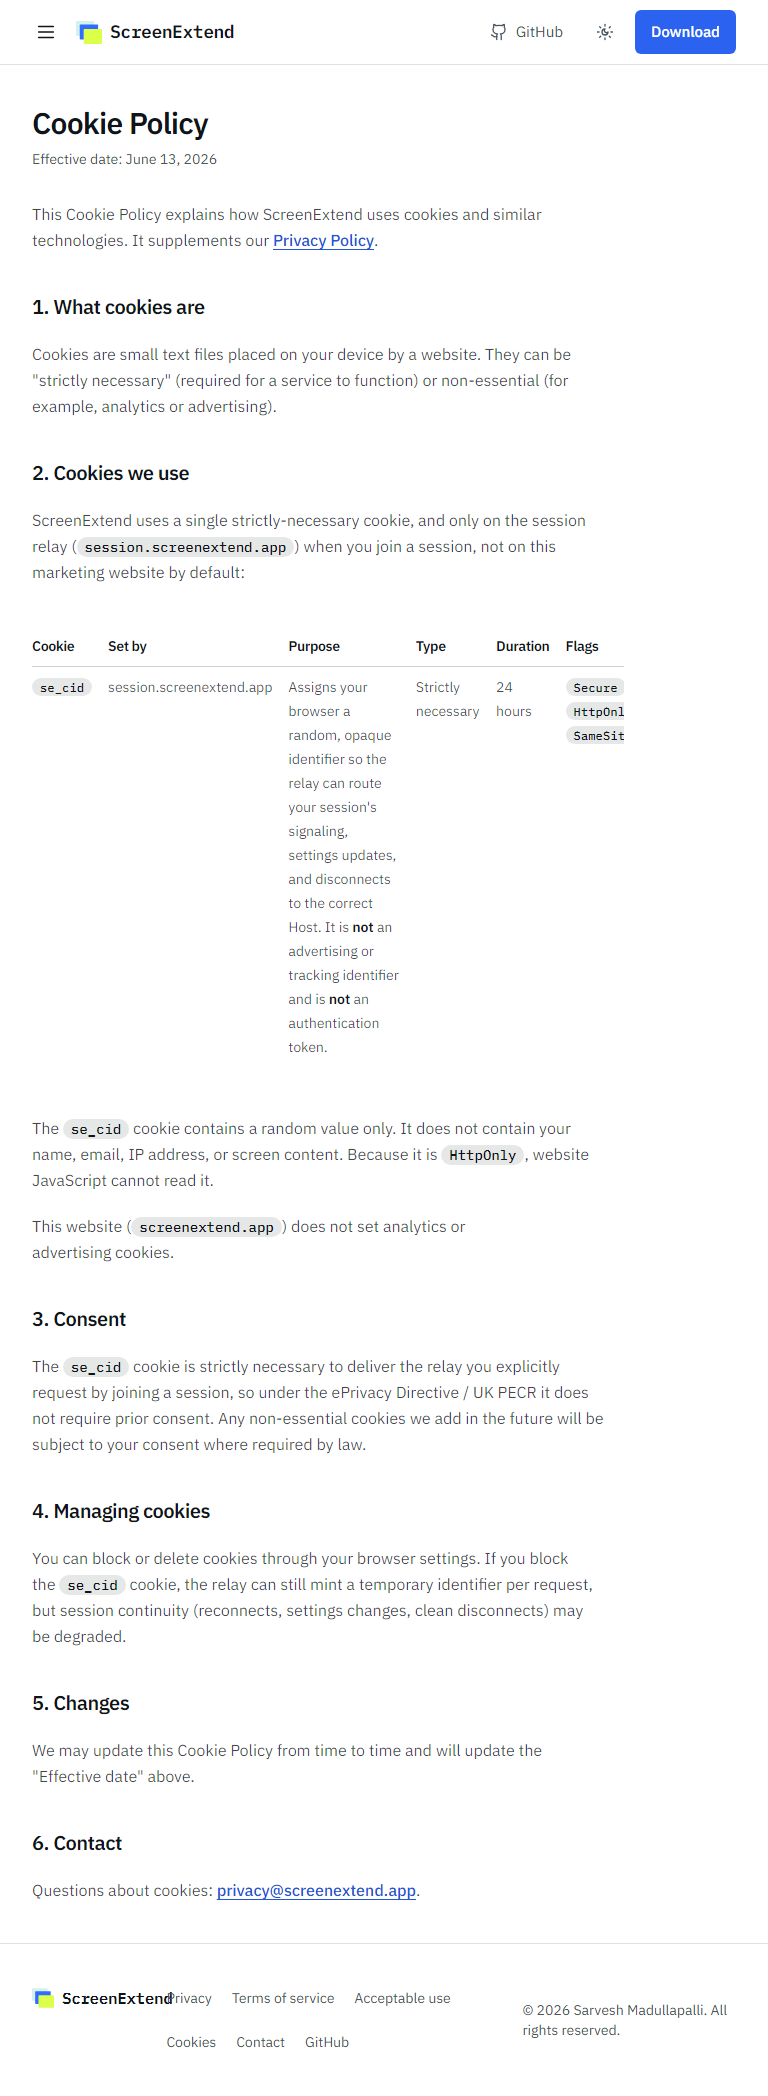 ScreenExtend
GitHub
Download
Cookie Policy
Effective date: June 13, 2026
This Cookie Policy explains how ScreenExtend uses cookies and similar
technologies. It supplements our Privacy Policy.
1. What cookies are
Cookies are small text files placed on your device by a website. They can be
"strictly necessary" (required for a service to function) or non-essential (for
example, analytics or advertising).
2. Cookies we use
ScreenExtend uses a single strictly-necessary cookie, and only on the session
relay (session.screenextend.app) when you join a session, not on this
marketing website by default:
Cookie Set by Purpose Type Duration Flags
se_cid session.screenextend.app Assigns your Strictly 24 Secure
browser a necessary hours HttpOnl
random, opaque SameSit
identifier so the
relay can route
your session's
signaling,
settings updates,
and disconnects
to the correct
Host. It is not an
advertising or
tracking identifier
and is not an
authentication
token.
The se_cid cookie contains a random value only. It does not contain your
name, email, IP address, or screen content. Because it is HttpOnly, website
JavaScript cannot read it.
This website (screenextend.app) does not set analytics or
advertising cookies.
3. Consent
The se_cid cookie is strictly necessary to deliver the relay you explicitly
request by joining a session, so under the ePrivacy Directive / UK PECR it does
not require prior consent. Any non-essential cookies we add in the future will be
subject to your consent where required by law.
4. Managing cookies
You can block or delete cookies through your browser settings. If you block
the se_cid cookie, the relay can still mint a temporary identifier per request,
but session continuity (reconnects, settings changes, clean disconnects) may
be degraded.
5. Changes
We may update this Cookie Policy from time to time and will update the
"Effective date" above.
6. Contact
Questions about cookies: privacy@screenextend.app.
ScreenExtend
Privacy Terms of service Acceptable use
Cookies Contact GitHub
© 2026 Sarvesh Madullapalli. All
rights reserved.